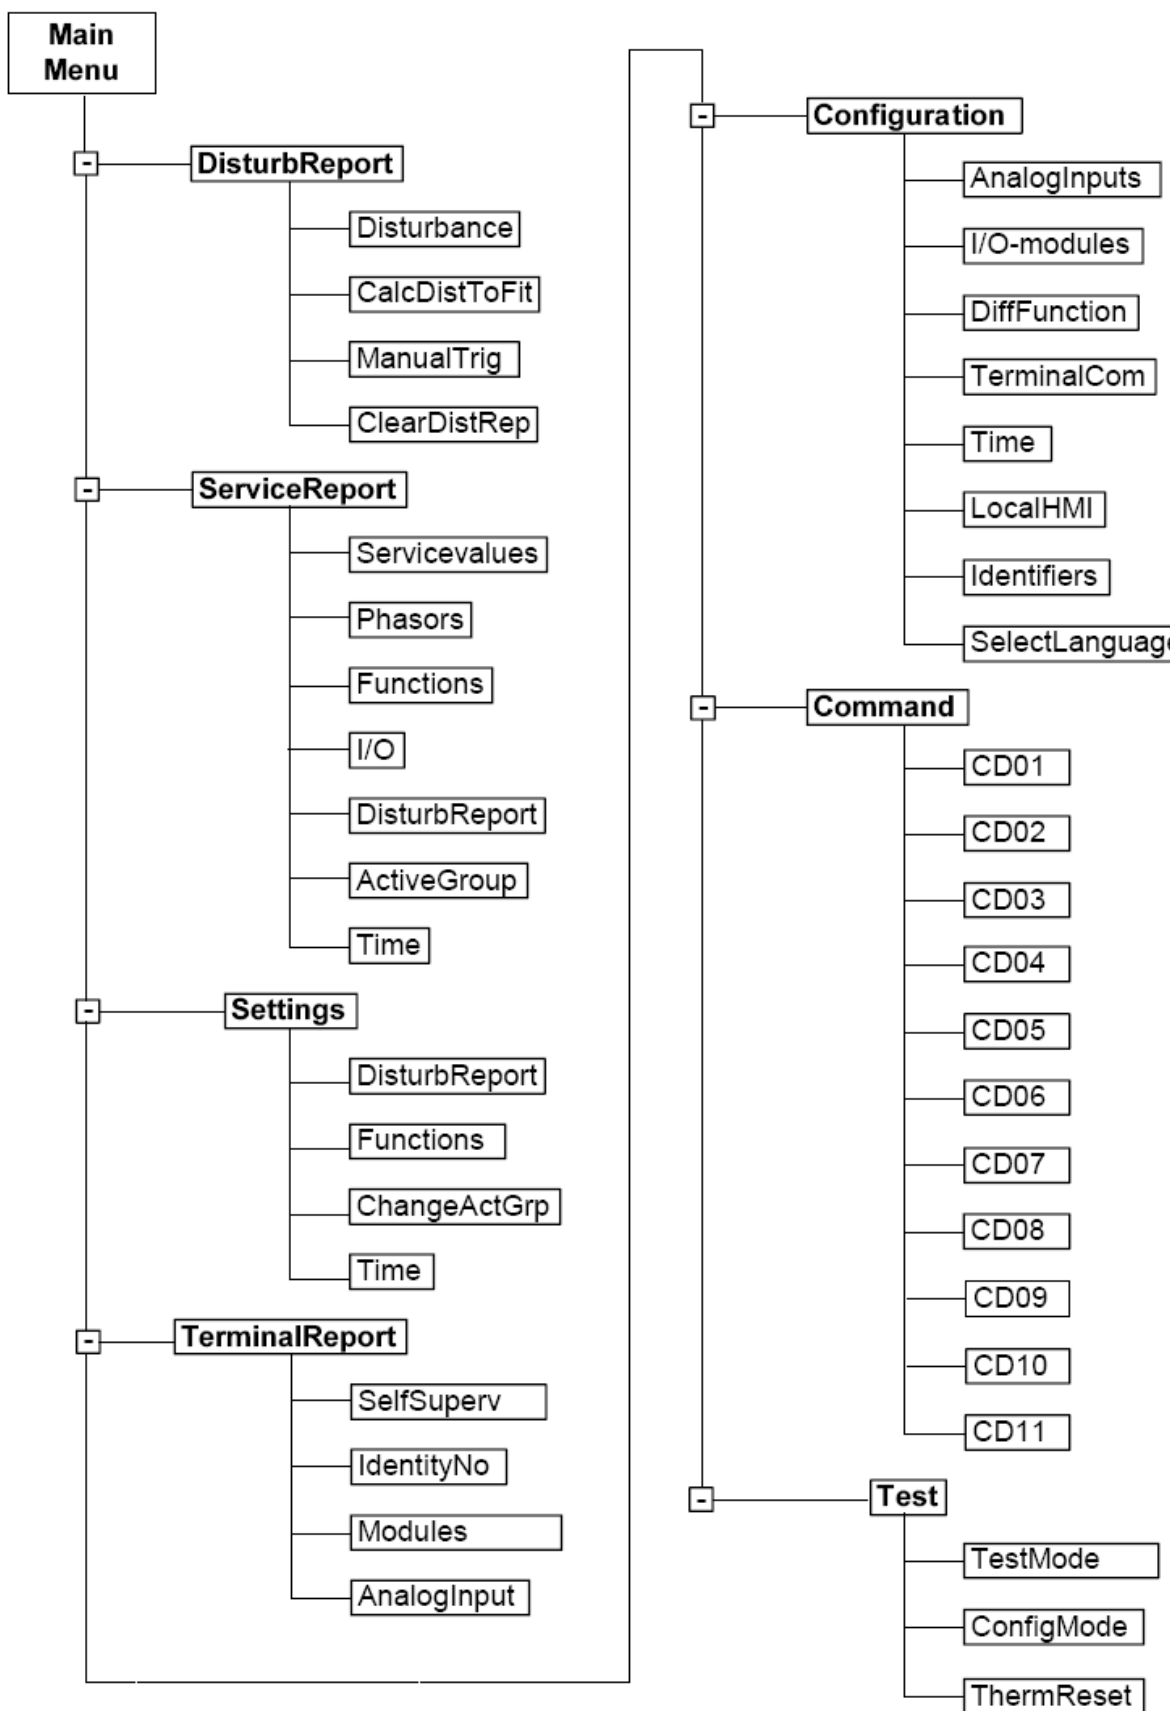 Main
Menu
DisturbReport
Disturbance
CalcDistToFit
ManualTrig
ClearDistRep
ServiceReport
Servicevalues
Phasors
Functions
I/O
DisturbReport
ActiveGroup
Time
Settings
DisturbReport
Functions
ChangeActGrp
Time
TerminalReport
SelfSuperv
IdentityNo
Modules
AnalogInput
Configuration
AnalogInputs
I/O-modules
DiffFunction
TerminalCom
Time
LocalHMI
Identifiers
SelectLanguage
Command
CD01
CD02
CD03
CD04
CD05
CD06
CD07
CD08
CD09
CD10
CD11
Test
TestMode
ConfigMode
ThermReset